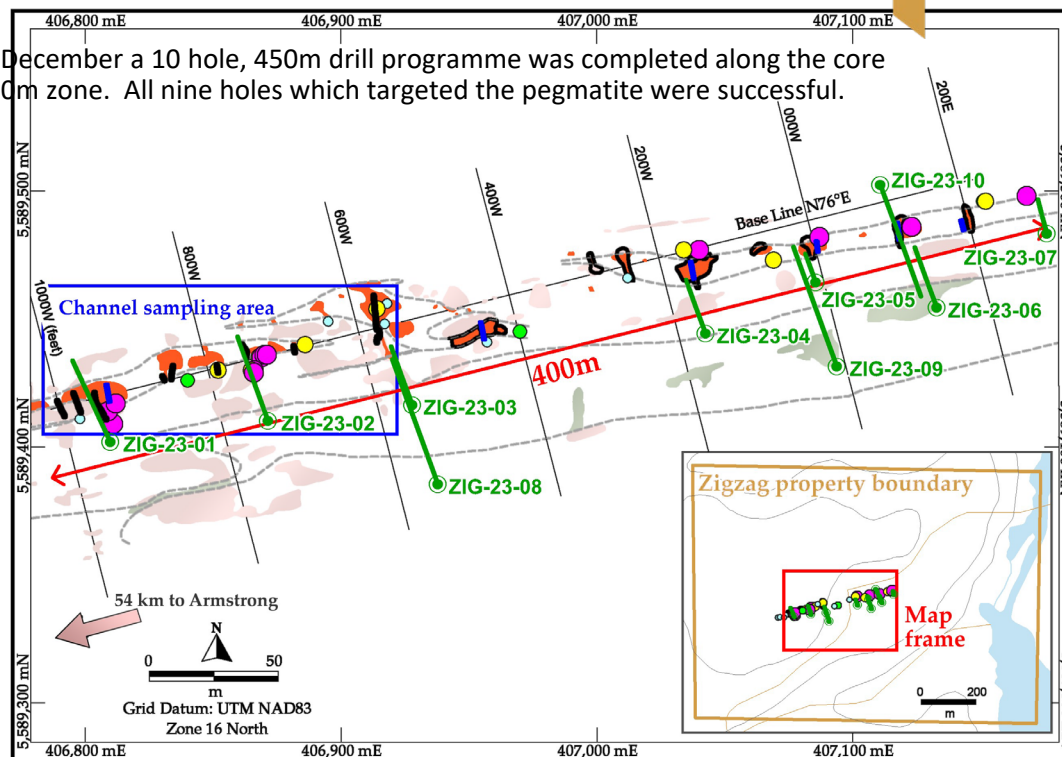 406,800 mE
406,900 mE
407,000 mE
407,100 mE
December a 10 hole, 450m drill programme was completed along the core
0m zone. All nine holes which targeted the pegmatite were successful.
200E
000W
200W
400W
600W
800W
1000W (feet)
5,589,500 mN
5,589,400 mN
5,589,300 mN
Base Line N76°E
ZIG-23-10
ZIG-23-07
ZIG-23-05
ZIG-23-06
ZIG-23-04
ZIG-23-09
Channel sampling area
400m
ZIG-23-03
ZIG-23-02
ZIG-23-01
ZIG-23-08
54 km to Armstrong
N
0 50
m
Grid Datum: UTM NAD83
Zone 16 North
Zigzag property boundary
Map
frame
0 200
m
406,800 mE
406,900 mE
407,000 mE
407,100 mE